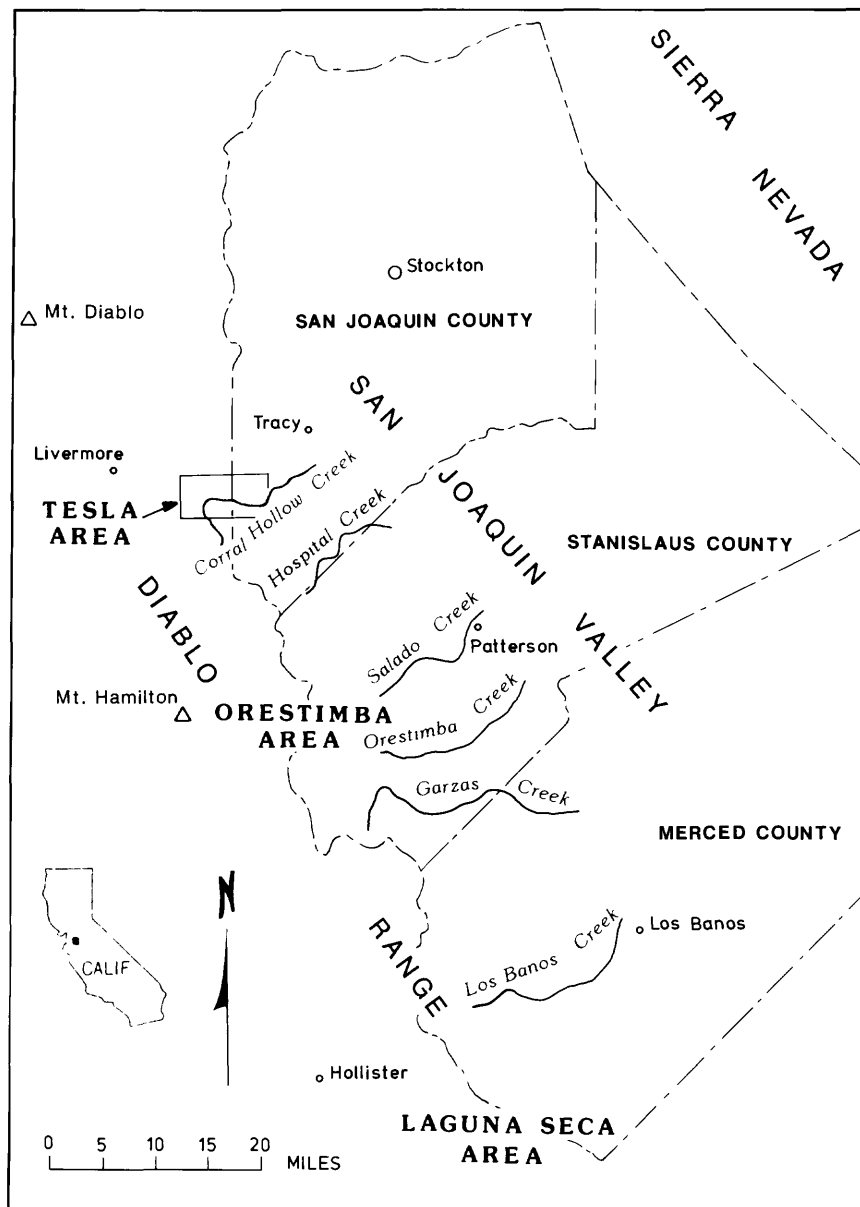 SIERRA NEVADA
Stockton
Mt. Diablo
SAN JOAQUIN COUNTY
SAN JOAQUIN VALLEY
Tracy
Livermore
TESLA
AREA
Corral Hollow Creek
Hospital Creek
STANISLAUS COUNTY
DIABLO RANGE
Salado Creek
Patterson
Mt. Hamilton
ORESTIMBA
AREA
Orestimba Creek
Garzas Creek
MERCED COUNTY
N
CALIF
Los Banos Creek
Los Banos
Hollister
LAGUNA SECA
AREA
0 5 10 15 20
MILES